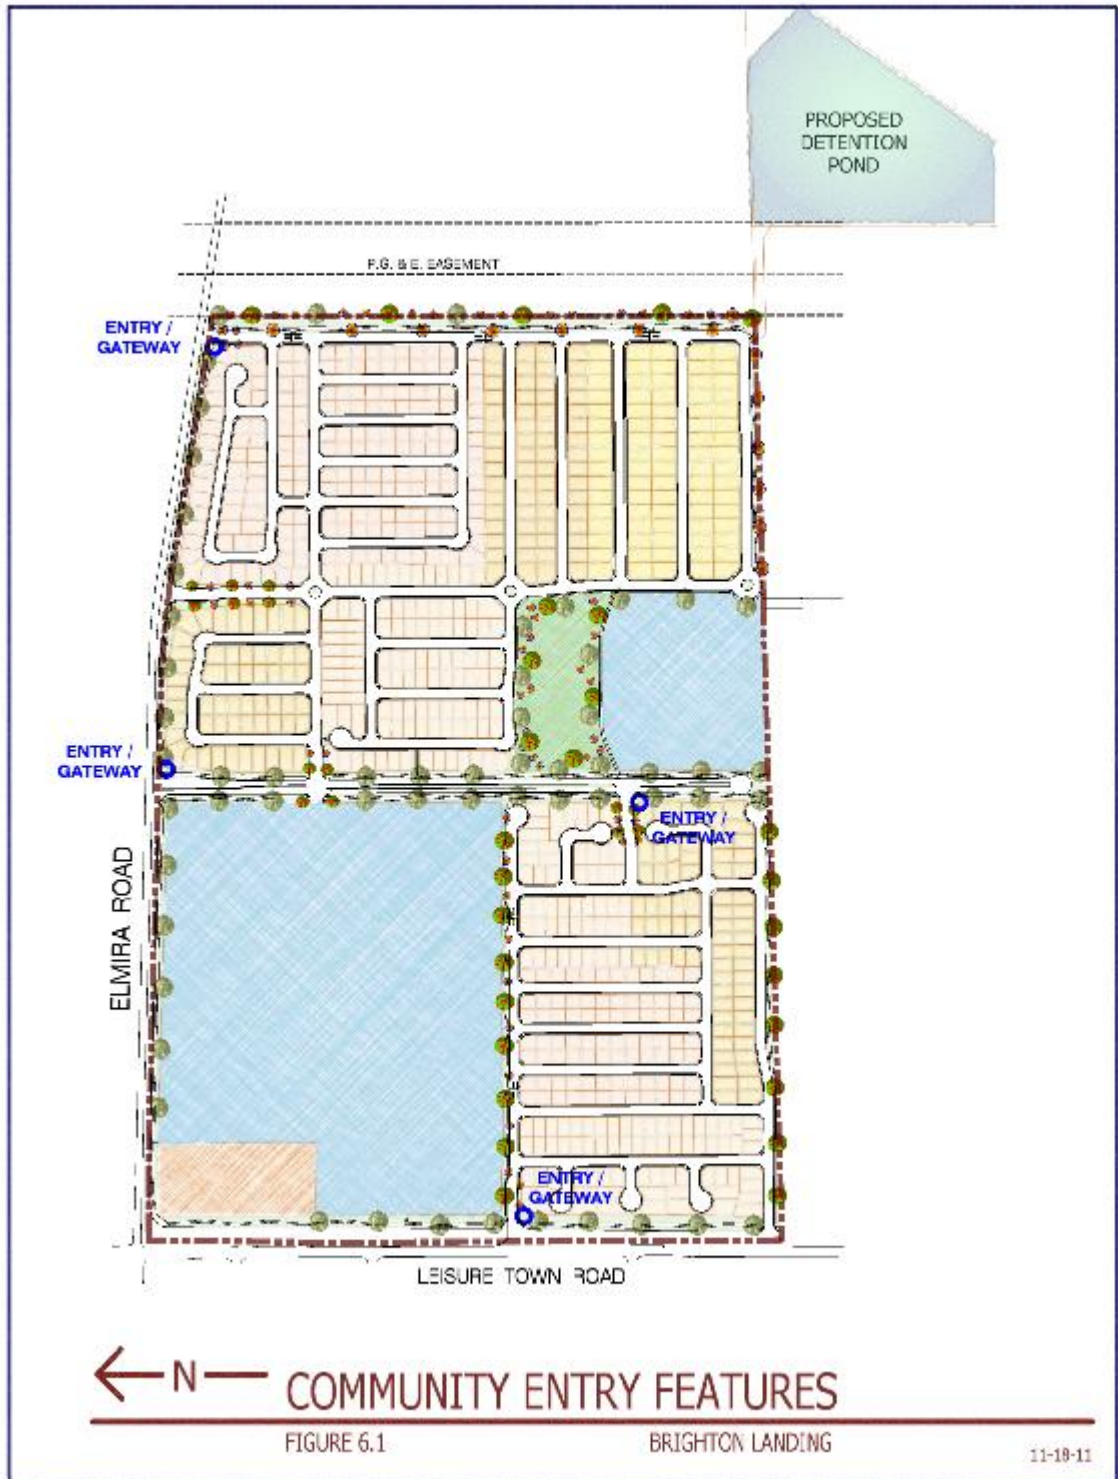 PROPOSED
DETENTION
POND
P.G. & E. EASEMENT
ENTRY /
GATEWAY
ENTRY /
GATEWAY
ENTRY /
GATEWAY
ELMIRA ROAD
ENTRY /
GATEWAY
LEISURE TOWN ROAD
N
COMMUNITY ENTRY FEATURES
FIGURE 6.1
BRIGHTON LANDING
11-18-11